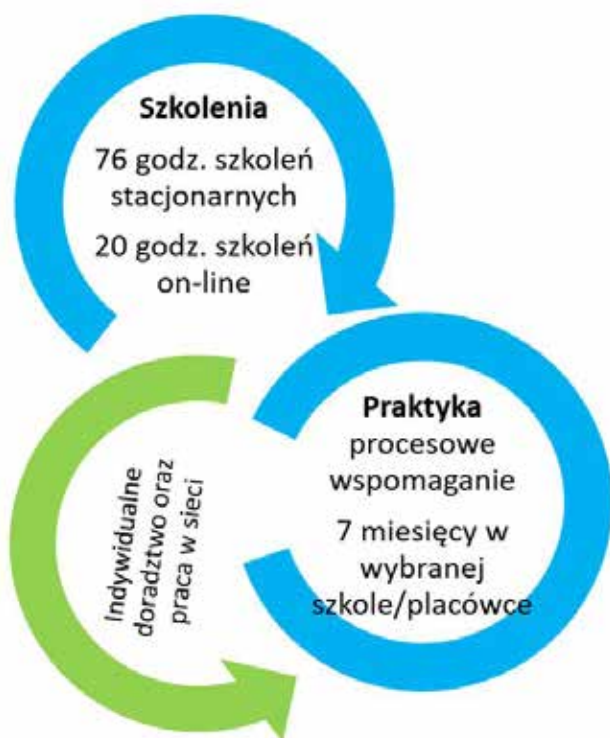 Szkolenia
76 godz. szkoleń
stacjonarnych
20 godz. szkoleń
on-line
Praktyka
procesowe
wspomaganie
7 miesięcy w
wybranej
szkole/placówce
Indywidualne
doradztwo oraz
praca w sieci